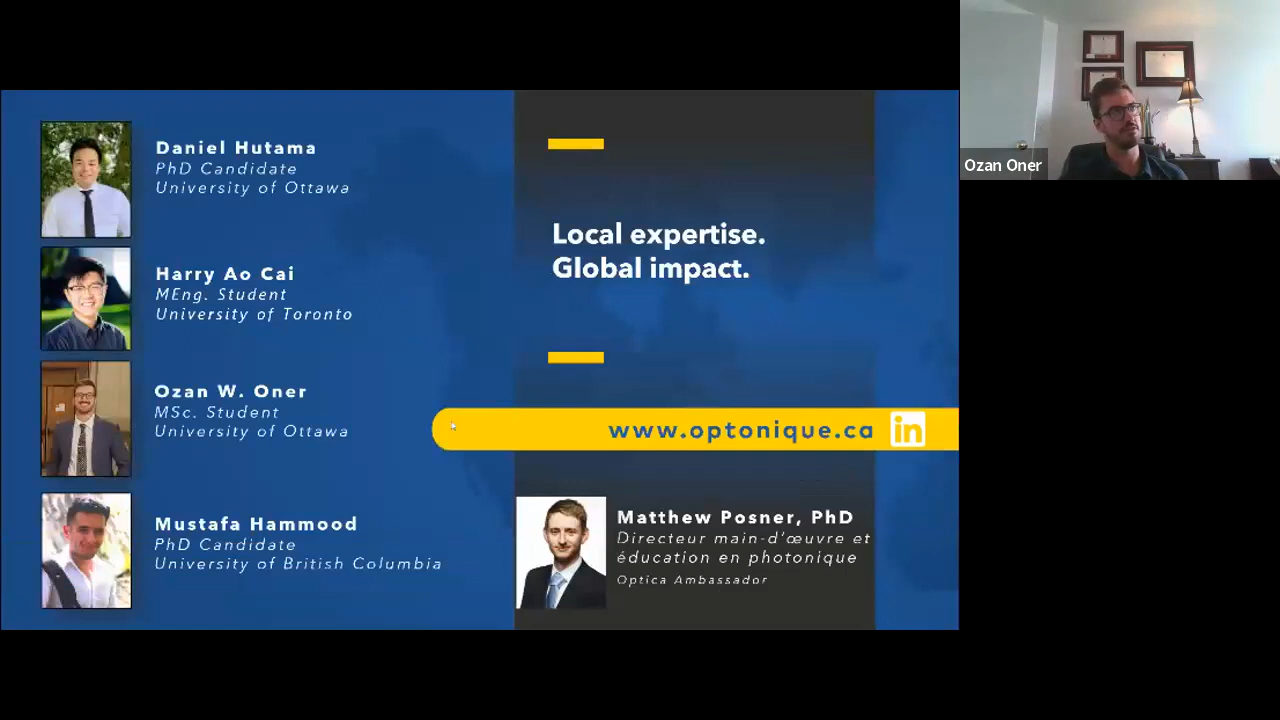 Daniel Hutama
PhD Candidate
University of Ottawa
Harry Ao Cai
MEng. Student
University of Toronto
Ozan W. Oner
MSc. Student
University of Ottawa
Mustafa Hammood
PhD Candidate
University of British Columbia
Local expertise.
Global impact.
www.optonique.ca
in
Matthew Posner, PhD
Directeur main-d'œuvre et
éducation en photonique
Optica Ambassador
Ozan Oner